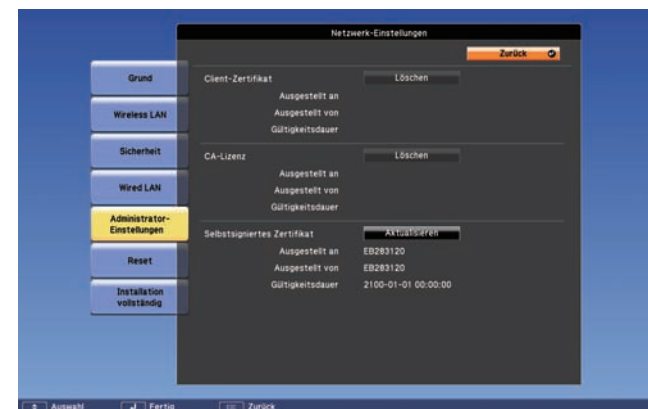 Netzwerk-Einstellungen
Zurück
Grund
Wireless LAN
Sicherheit
Wired LAN
Administrator-
Einstellungen
Reset
Installation
vollständig
Client-Zertifikat Löschen
Ausgestellt an
Ausgestellt von
Gültigkeitsdauer
CA-Lizenz Löschen
Ausgestellt an
Ausgestellt von
Gültigkeitsdauer
Selbstsigniertes Zertifikat Aktualisieren
Ausgestellt an EB283120
Ausgestellt von EB283120
Gültigkeitsdauer 2100-01-01 00:00:00
Auswahl Fertig Zurück